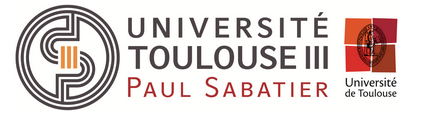 UNIVERSITÉ
TOULOUSE III
PAUL SABATIER
Université
de Toulouse